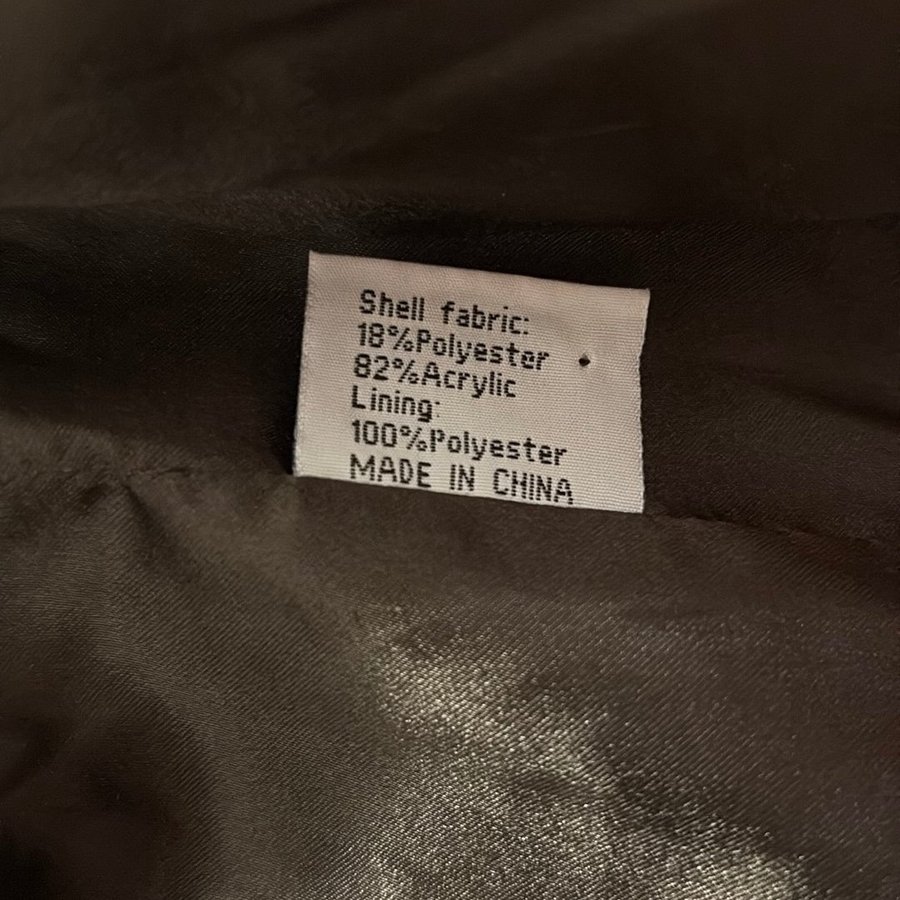 Shell fabric:
18%Polyester
82%Acrylic
Lining:
100%Polyester
MADE IN CHINA